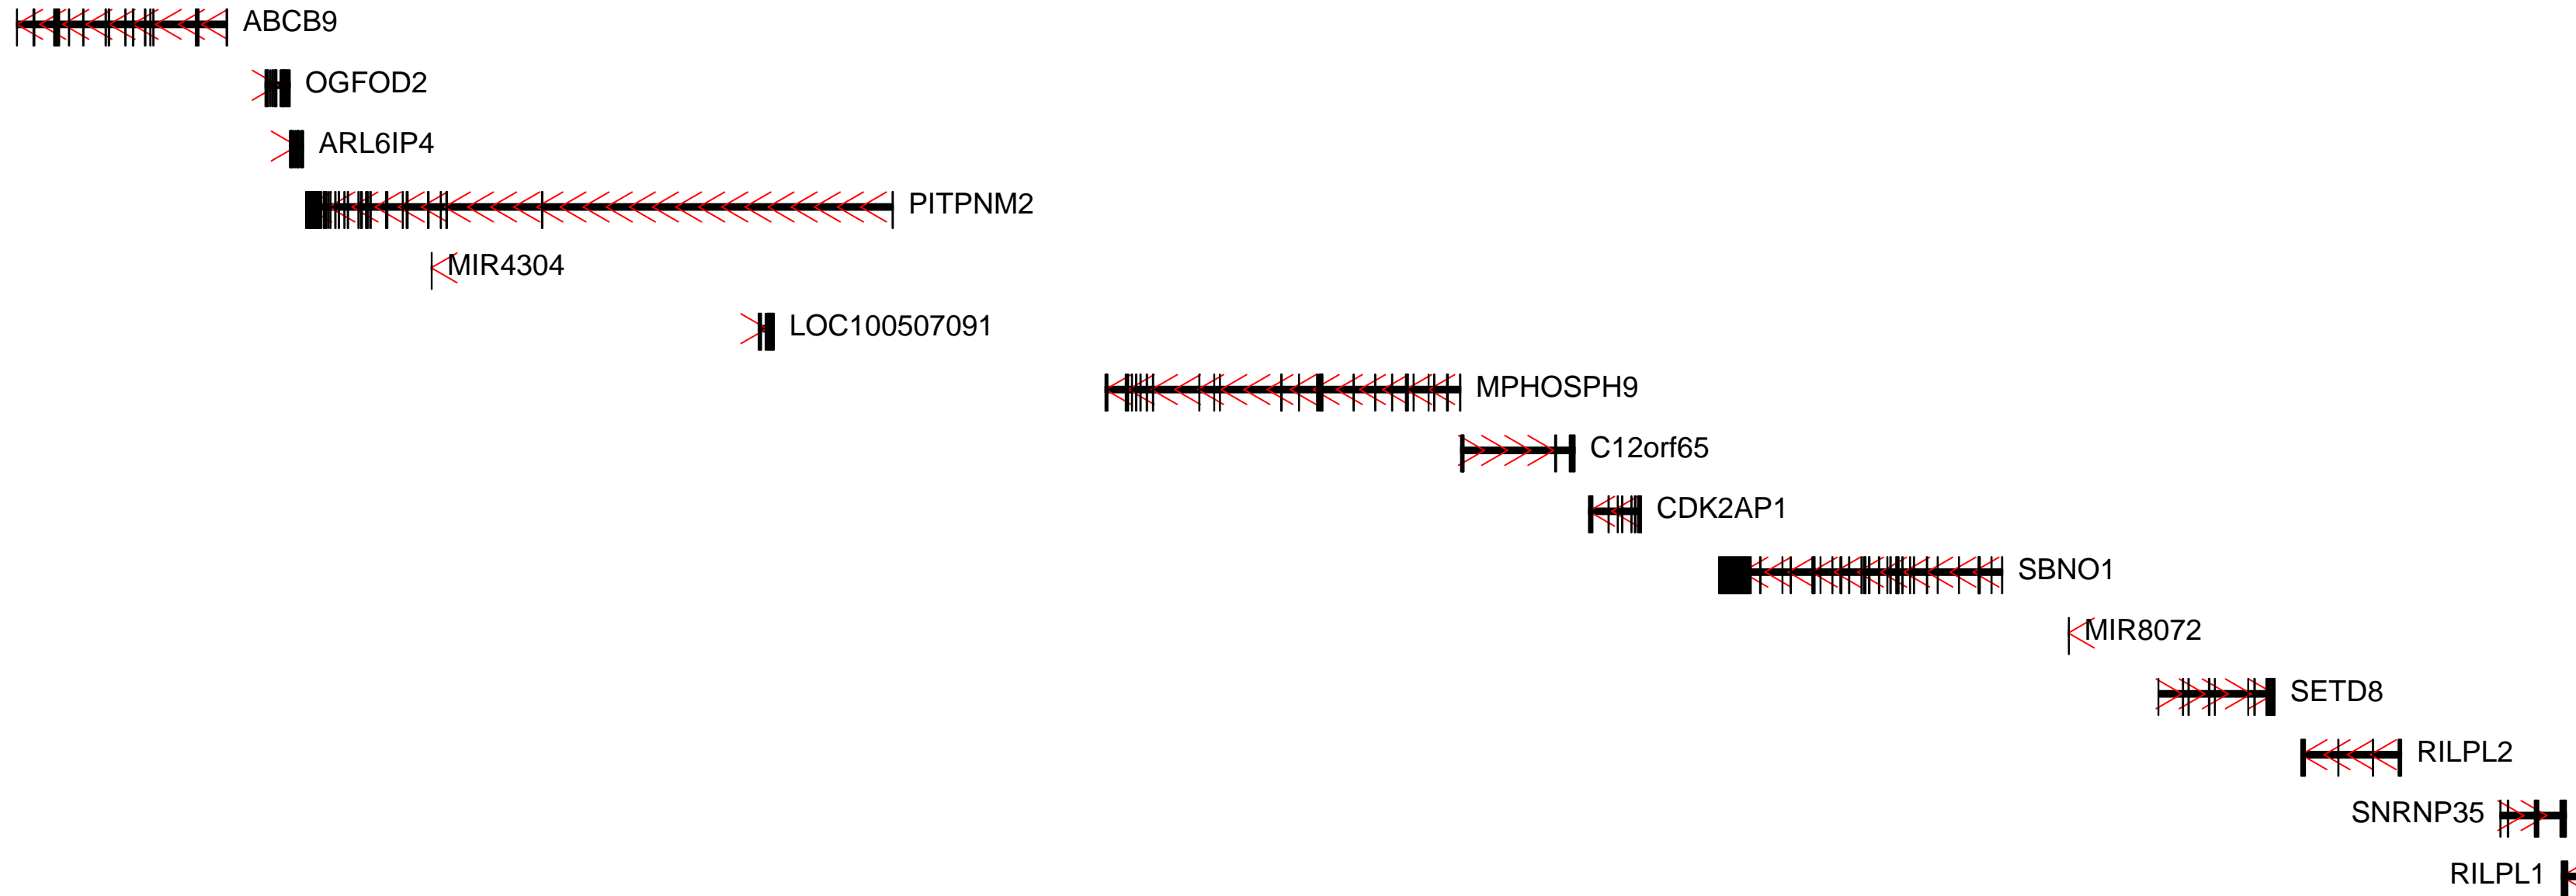 ABCB9
OGFOD2
ARL6IP4
PITPNM2
MIR4304
LOC100507091
MPHOSPH9
C12orf65
CDK2AP1
SBNO1
MIR8072
SETD8
RILPL2
SNRNP35
RILPL1